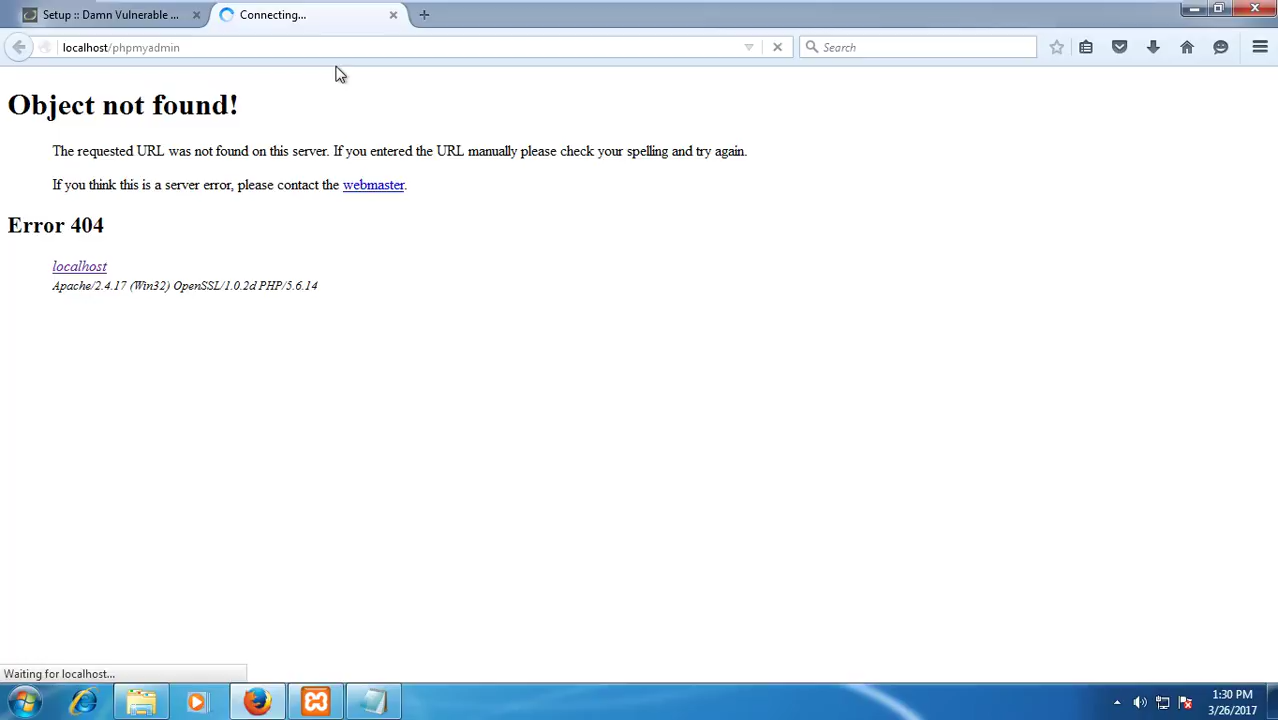 Setup :: Damn Vulnerable ...
Connecting...
localhost/phpmyadmin
Search
Object not found!
The requested URL was not found on this server. If you entered the URL manually please check your spelling and try again.
If you think this is a server error, please contact the webmaster.
Error 404
localhost
Apache/2.4.17 (Win32) OpenSSL/1.0.2d PHP/5.6.14
Waiting for localhost...
1:30 PM
3/26/2017